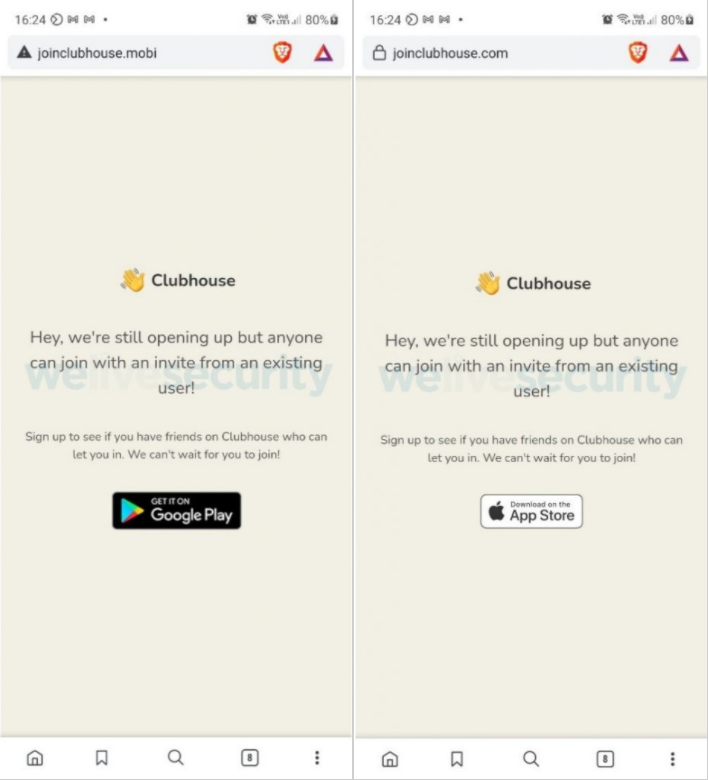 16:24
80%
joinclubhouse.mobi
Clubhouse
Hey, we're still opening up but anyone
can join with an invite from an existing
user!
welivesecurity
Sign up to see if you have friends on Clubhouse who can
let you in. We can't wait for you to join!
GET IT ON
Google Play
8
16:24
80%
joinclubhouse.com
Clubhouse
Hey, we're still opening up but anyone
can join with an invite from an existing
user!
welivesecurity
Sign up to see if you have friends on Clubhouse who can
let you in. We can't wait for you to join!
Download on the
App Store
8